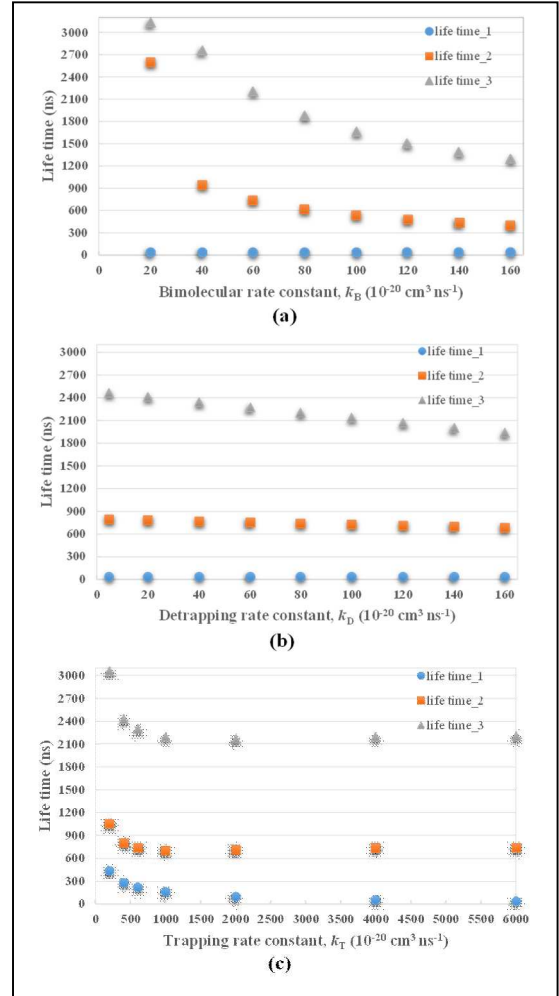 3000
2700
2400
2100
1800
1500
1200
900
600
300
0
Life time (ns)
life time_1
life time_2
life time_3
0 20 40 60 80 100 120 140 160
Bimolecular rate constant, kB (10-20 cm3 ns-1)
(a)
3000
2700
2400
2100
1800
1500
1200
900
600
300
0
Life time (ns)
life time_1
life time_2
life time_3
0 20 40 60 80 100 120 140 160
Detrapping rate constant, kD (10-20 cm3 ns-1)
(b)
3000
2700
2400
2100
1800
1500
1200
900
600
300
0
Life time (ns)
life time_1
life time_2
life time_3
0 500 1000 1500 2000 2500 3000 3500 4000 4500 5000 5500 6000
Trapping rate constant, kT (10-20 cm3 ns-1)
(c)